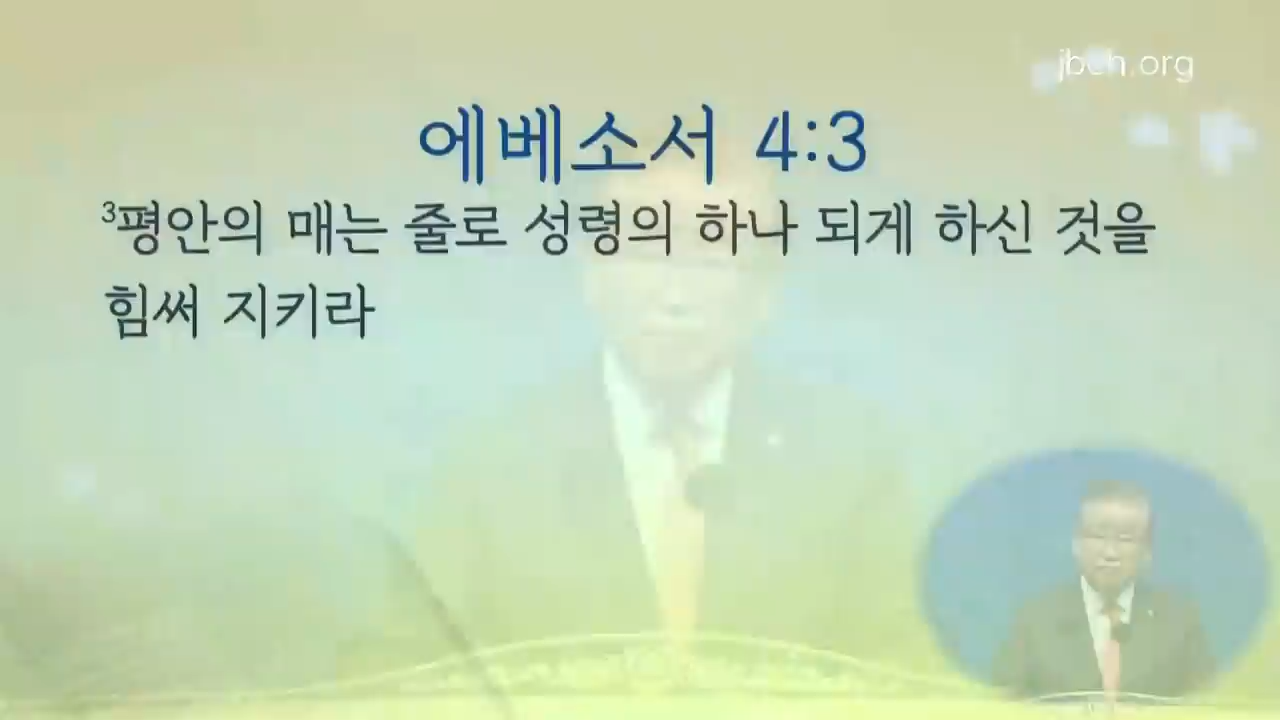 jbch.org
에베소서 4:3
³평안의 매는 줄로 성령의 하나 되게 하신 것을
힘써 지키라